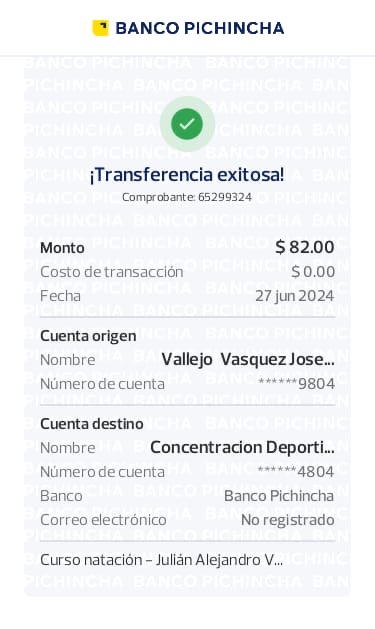 BANCO PICHINCHA
¡Transferencia exitosa!
Comprobante: 65299324
Monto $ 82.00
Costo de transacción $ 0.00
Fecha 27 jun 2024
Cuenta origen
Nombre Vallejo Vasquez Jose...
Número de cuenta ******9804
Cuenta destino
Nombre Concentracion Deporti...
Número de cuenta ******4804
Banco Banco Pichincha
Correo electrónico No registrado
Curso natación – Julián Alejandro V...